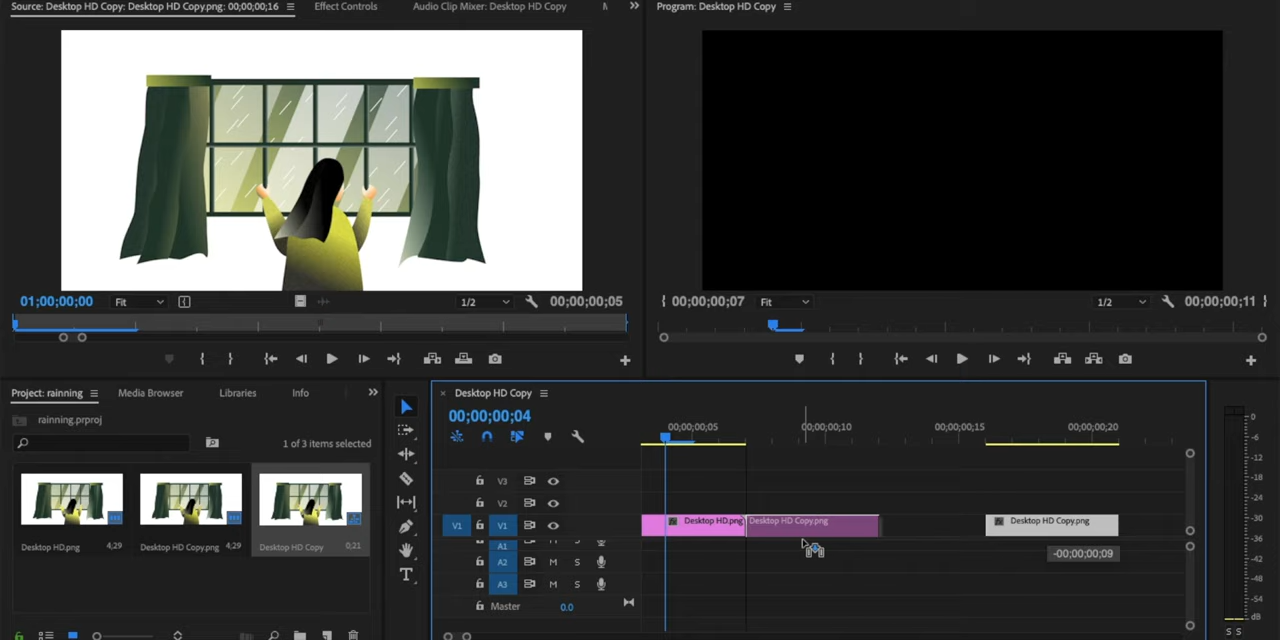 Source: Desktop HD Copy: Desktop HD Copy.png: 00;00;00;16
Effect Controls
Audio Clip Mixer: Desktop HD Copy
Program: Desktop HD Copy
01;00;00;00
Fit
1/2
00;00;00;05
00;00;00;07
Fit
1/2
00;00;00;11
Project: rainning
Media Browser
Libraries
Info
rainning.prproj
1 of 3 items selected
Desktop HD.png
4;29
Desktop HD Copy.png
4;29
Desktop HD Copy
0;21
× Desktop HD Copy
00;00;00;04
00;00;00;05
00;00;00;10
00;00;00;15
00;00;00;20
V3
V2
V1 V1
Desktop HD.png
Desktop HD Copy.png
Desktop HD Copy.png
-00;00;00;09
A1
A2 M S
A3 M S
Master 0.0
T
0
-6
-12
-18
-24
-30
-36
-42
-48
-54
dB
S S